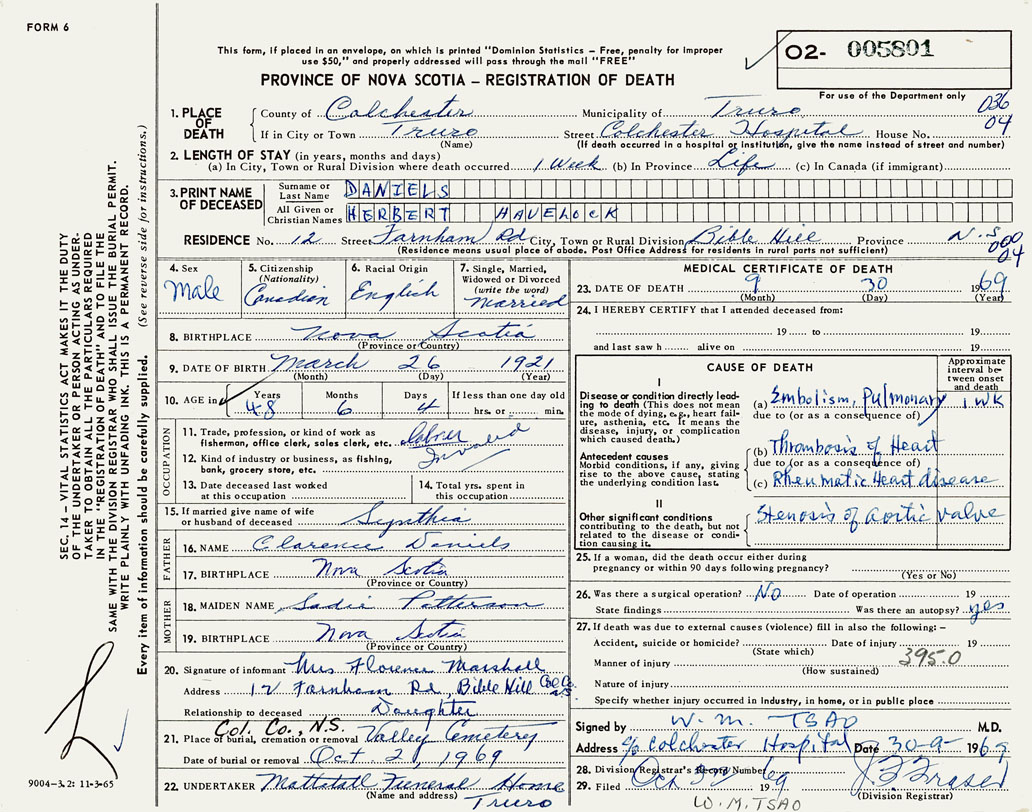 FORM 6
This form, if placed in an envelope, on which is printed "Dominion Statistics – Free, penalty for improper
use $50," and properly addressed will pass through the mail "FREE"
PROVINCE OF NOVA SCOTIA – REGISTRATION OF DEATH
O2- 005801
For use of the Department only
036
04
1. PLACE OF DEATH
County of Colchester Municipality of Truro
If in City or Town Truro Street Colchester Hospital House No.
(Name) (If death occurred in a hospital or institution, give the name instead of street and number)
2. LENGTH OF STAY (in years, months and days)
(a) In City, Town or Rural Division where death occurred 1 Week (b) In Province Life (c) In Canada (if immigrant)
3. PRINT NAME OF DECEASED
Surname or Last Name DANIELS
All Given or Christian Names HERBERT HAVELOCK
RESIDENCE No. 12 Street Farnham Rd City, Town or Rural Division Bible Hill Province N.S
(Residence means usual place of abode. Post Office Address for residents in rural parts not sufficient)
000
04
4. Sex
Male
5. Citizenship
(Nationality)
Canadian
6. Racial Origin
English
7. Single, Married,
Widowed or Divorced
(write the word)
Married
8. BIRTHPLACE Nova Scotia
(Province or Country)
9. DATE OF BIRTH March 26 1921
(Month) (Day) (Year)
10. AGE in
Years Months Days If less than one day old
48 6 4 hrs. or min.
OCCUPATION
11. Trade, profession, or kind of work as
fisherman, office clerk, sales clerk, etc. Labrer
Invalid
12. Kind of industry or business, as fishing,
bank, grocery store, etc.
13. Date deceased last worked
at this occupation
14. Total yrs. spent in
this occupation
15. If married give name of wife
or husband of deceased Synthia
FATHER
16. NAME Clarence Daniels
17. BIRTHPLACE Nova Scotia
(Province or Country)
MOTHER
18. MAIDEN NAME Sadie Patterson
19. BIRTHPLACE Nova Scotia
(Province or Country)
20. Signature of informant Mrs Florence Marshall
Address 12 Farnham Rd, Bible Hill Col. Co. N.S.
Relationship to deceased Daughter
Col. Co., N.S.
21. Place of burial, cremation or removal Valley Cemetery
Date of burial or removal Oct 2, 1969
22. UNDERTAKER Mattatall Funeral Home
(Name and address) Truro
MEDICAL CERTIFICATE OF DEATH
23. DATE OF DEATH 9 30 1969
(Month) (Day) (Year)
24. I HEREBY CERTIFY that I attended deceased from:
19 to 19
and last saw h alive on 19
CAUSE OF DEATH
Approximate
interval be-
tween onset
and death
I
Disease or condition directly lead-
ing to death (This does not mean
the mode of dying, e.g., heart fail-
ure, asthenia, etc. It means the
disease, injury, or complication
which caused death.)
(a) Embolism, Pulmonary 1 WK
due to (or as a consequence of)
Antecedent causes
Morbid conditions, if any, giving
rise to the above cause, stating
the underlying condition last.
(b) Thrombosis of Heart
due to (or as a consequence of)
(c) Rheumatic Heart disease
II
Other significant conditions
contributing to the death, but not
related to the disease or condi-
tion causing it.
Stenosis of aortic valve
25. If a woman, did the death occur either during
pregnancy or within 90 days following pregnancy?
(Yes or No)
26. Was there a surgical operation? No Date of operation 19
State findings Was there an autopsy? yes
27. If death was due to external causes (violence) fill in also the following: –
Accident, suicide or homicide? Date of injury 19
(State which) 395.0
Manner of injury
(How sustained)
Nature of injury
Specify whether injury occurred in Industry, in home, or in public place
Signed by W. M. TSAO M.D.
Address c/o Colchester Hospital Date 30-9- 1969
28. Division Registrar's Record Number
29. Filed Oct 1969
(Division Registrar)
W.M.TSAO
SEC. 14 – VITAL STATISTICS ACT MAKES IT THE DUTY
OF THE UNDERTAKER OR PERSON ACTING AS UNDER-
TAKER TO OBTAIN ALL THE PARTICULARS REQUIRED
IN THE "REGISTRATION OF DEATH" AND TO FILE THE
SAME WITH THE DIVISION REGISTRAR WHO SHALL ISSUE THE BURIAL PERMIT.
WRITE PLAINLY WITH UNFADING INK. THIS IS A PERMANENT RECORD.
Every item of information should be carefully supplied. (See reverse side for instructions.)
9004-3.2: 11-3-65